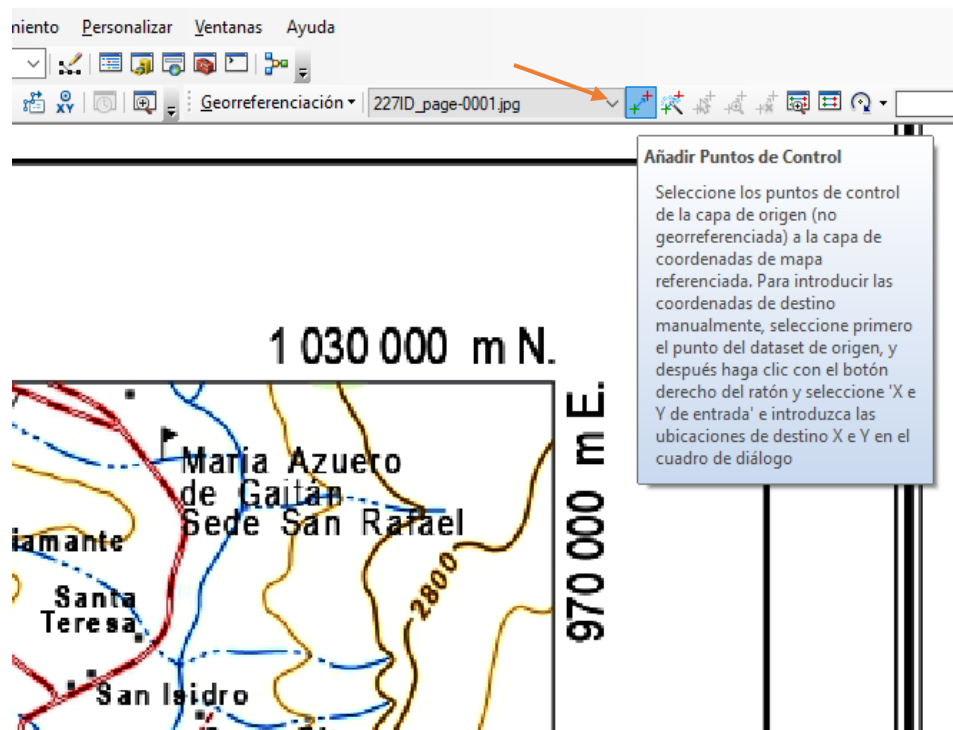 miento Personalizar Ventanas Ayuda
XY Georreferenciación 227ID_page-0001.jpg
Añadir Puntos de Control
Seleccione los puntos de control
de la capa de origen (no
georreferenciada) a la capa de
coordenadas de mapa
referenciada. Para introducir las
coordenadas de destino
manualmente, seleccione primero
el punto del dataset de origen, y
después haga clic con el botón
derecho del ratón y seleccione 'X e
Y de entrada' e introduzca las
ubicaciones de destino X e Y en el
cuadro de diálogo
1 030 000 m N.
970 000 m E.
Maria Azuero
de Gaitán
Sede San Rafael
iamante
Santa
Teresa
2800
San Isidro